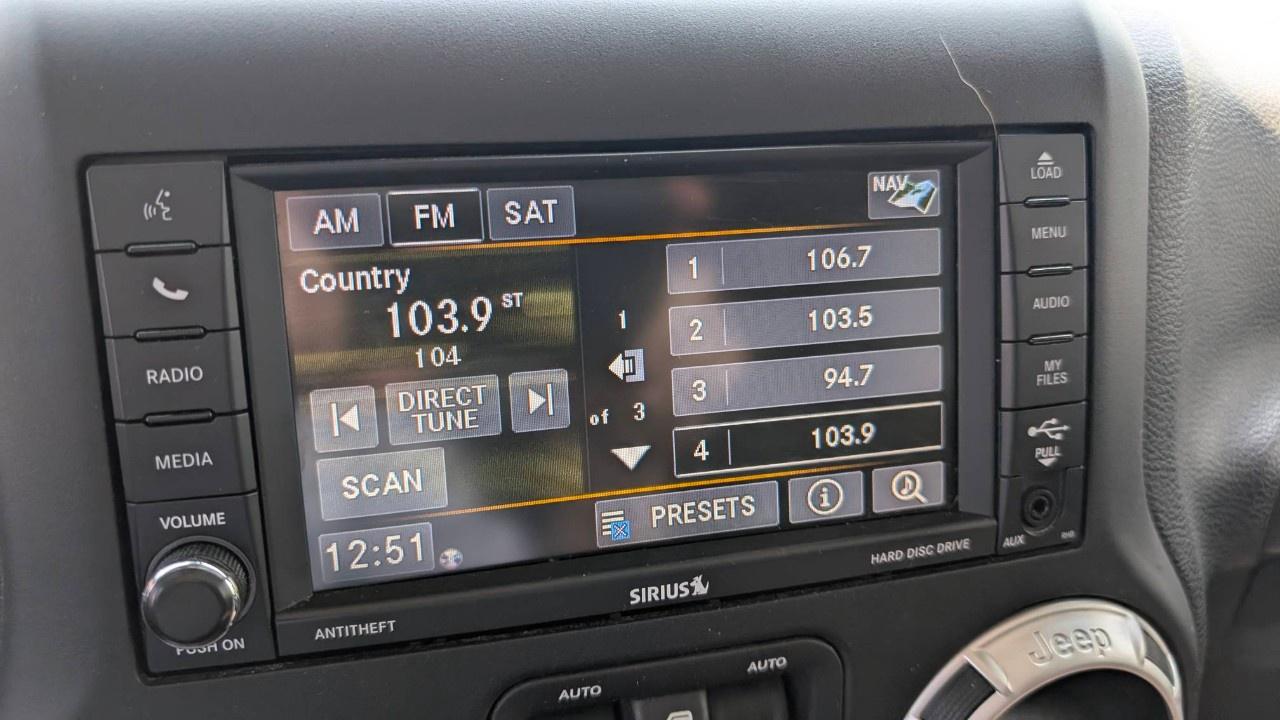 AM FM SAT NAV
Country
103.9 ST
104
DIRECT
TUNE
SCAN
12:51
1
of 3
1 106.7
2 103.5
3 94.7
4 103.9
PRESETS
i
RADIO
MEDIA
VOLUME
PUSH ON
LOAD
MENU
AUDIO
MY
FILES
PULL
AUX
HARD DISC DRIVE
SIRIUS
ANTITHEFT
AUTO
AUTO
Jeep